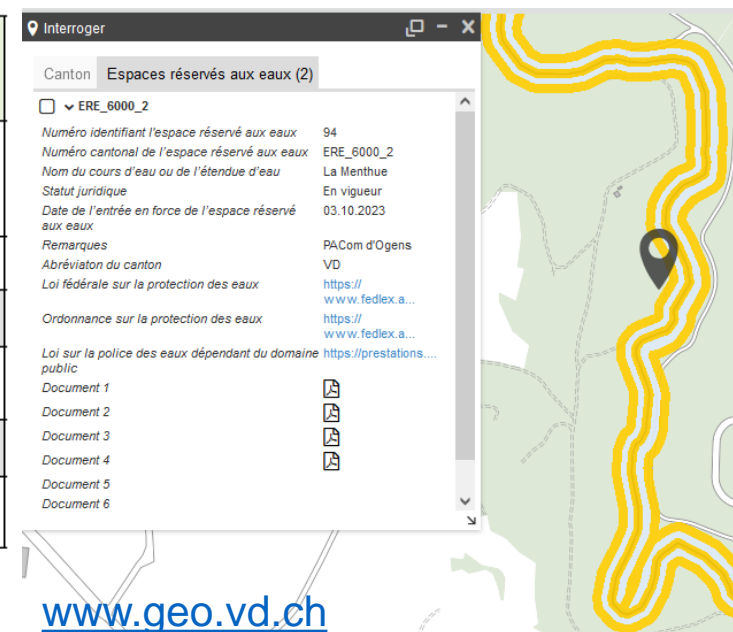 Interroger
Canton Espaces réservés aux eaux (2)
ERE_6000_2
Numéro identifiant l'espace réservé aux eaux 94
Numéro cantonal de l'espace réservé aux eaux ERE_6000_2
Nom du cours d'eau ou de l'étendue d'eau La Menthue
Statut juridique En vigueur
Date de l'entrée en force de l'espace réservé 03.10.2023
aux eaux
Remarques PACom d'Ogens
Abréviaton du canton VD
Loi fédérale sur la protection des eaux https://
www.fedlex.a...
Ordonnance sur la protection des eaux https://
www.fedlex.a...
Loi sur la police des eaux dépendant du domaine https://prestations....
public
Document 1
Document 2
Document 3
Document 4
Document 5
Document 6
www.geo.vd.ch